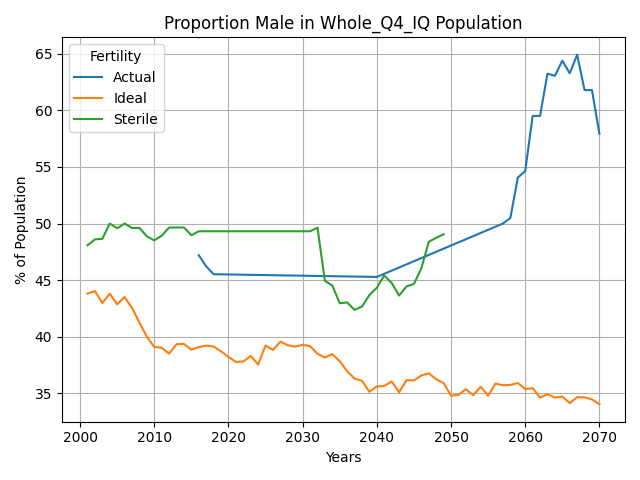 Proportion Male in Whole_Q4_IQ Population
Fertility
Actual
Ideal
Sterile
% of Population
65
60
55
50
45
40
35
2000 2010 2020 2030 2040 2050 2060 2070
Years